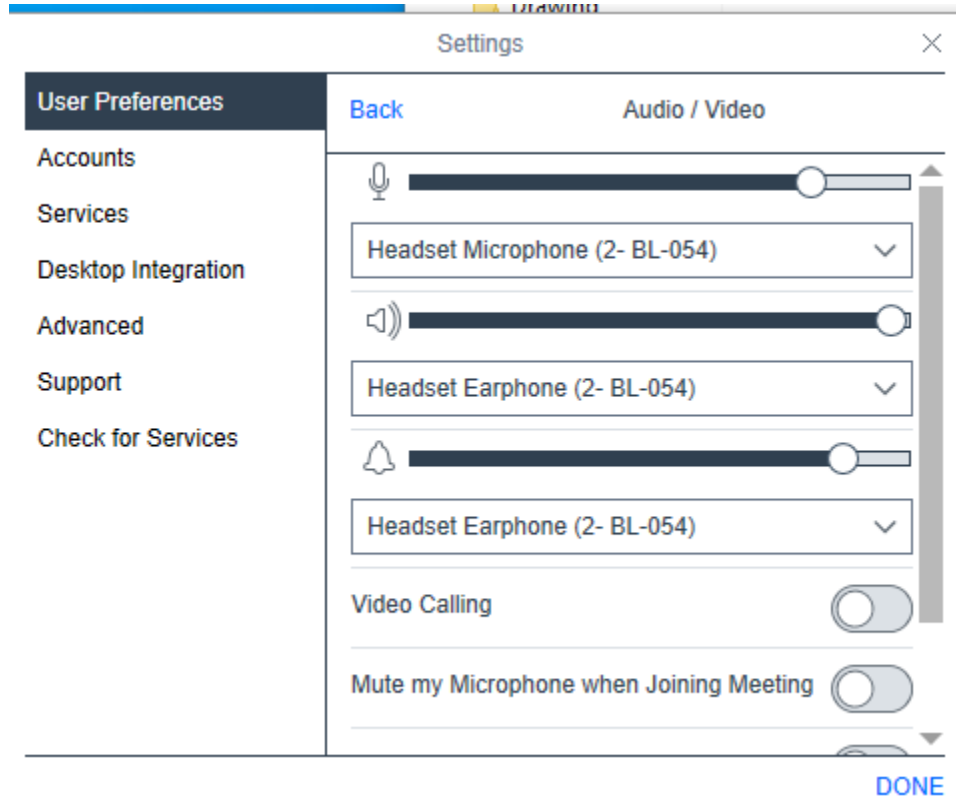 Drawing
Settings
User Preferences
Accounts
Services
Desktop Integration
Advanced
Support
Check for Services
Back
Audio / Video
Headset Microphone (2- BL-054)
Headset Earphone (2- BL-054)
Headset Earphone (2- BL-054)
Video Calling
Mute my Microphone when Joining Meeting
DONE